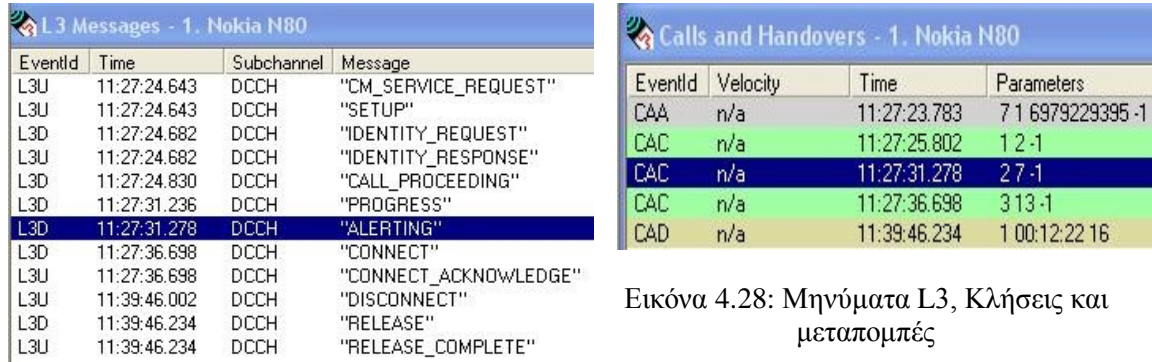 L3 Messages - 1. Nokia N80
EventId Time Subchannel Message
L3U 11:27:24.643 DCCH "CM_SERVICE_REQUEST"
L3U 11:27:24.643 DCCH "SETUP"
L3D 11:27:24.682 DCCH "IDENTITY_REQUEST"
L3U 11:27:24.682 DCCH "IDENTITY_RESPONSE"
L3D 11:27:24.830 DCCH "CALL_PROCEEDING"
L3D 11:27:31.236 DCCH "PROGRESS"
L3D 11:27:31.278 DCCH "ALERTING"
L3D 11:27:36.698 DCCH "CONNECT"
L3U 11:27:36.698 DCCH "CONNECT_ACKNOWLEDGE"
L3U 11:39:46.002 DCCH "DISCONNECT"
L3D 11:39:46.234 DCCH "RELEASE"
L3U 11:39:46.234 DCCH "RELEASE_COMPLETE"
Calls and Handovers - 1. Nokia N80
EventId Velocity Time Parameters
CAA n/a 11:27:23.783 7 1 6979229395 -1
CAC n/a 11:27:25.802 1 2 -1
CAC n/a 11:27:31.278 2 7 -1
CAC n/a 11:27:36.698 3 13 -1
CAD n/a 11:39:46.234 1 00:12:22 16
Εικόνα 4.28: Μηνύματα L3, Κλήσεις και
μεταπομπές